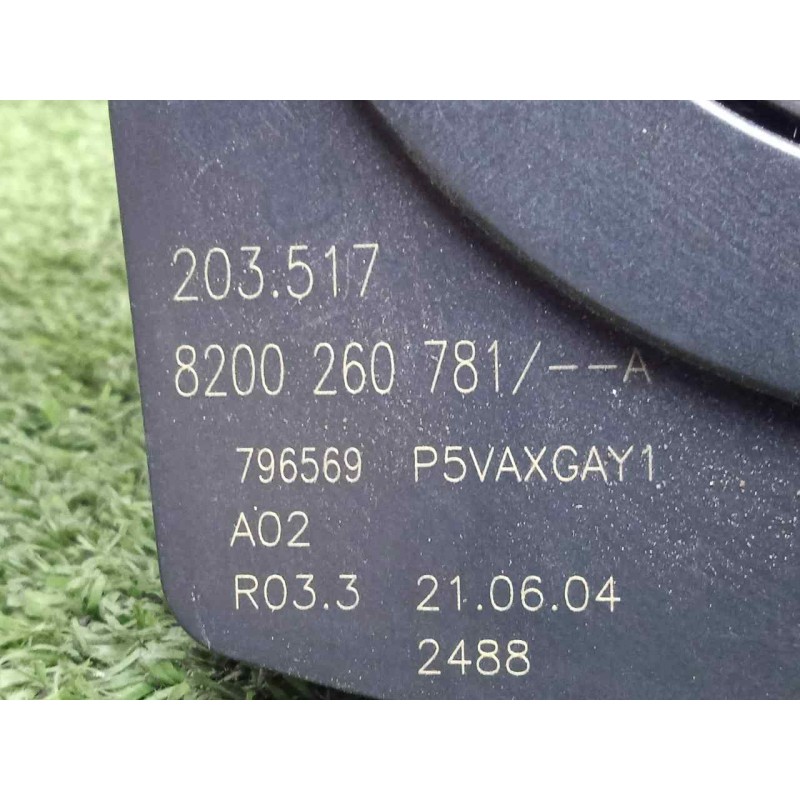 203.517
8200 260 781/--A
796569 P5VAXGAY1
A02
R03.3 21.06.04
2488